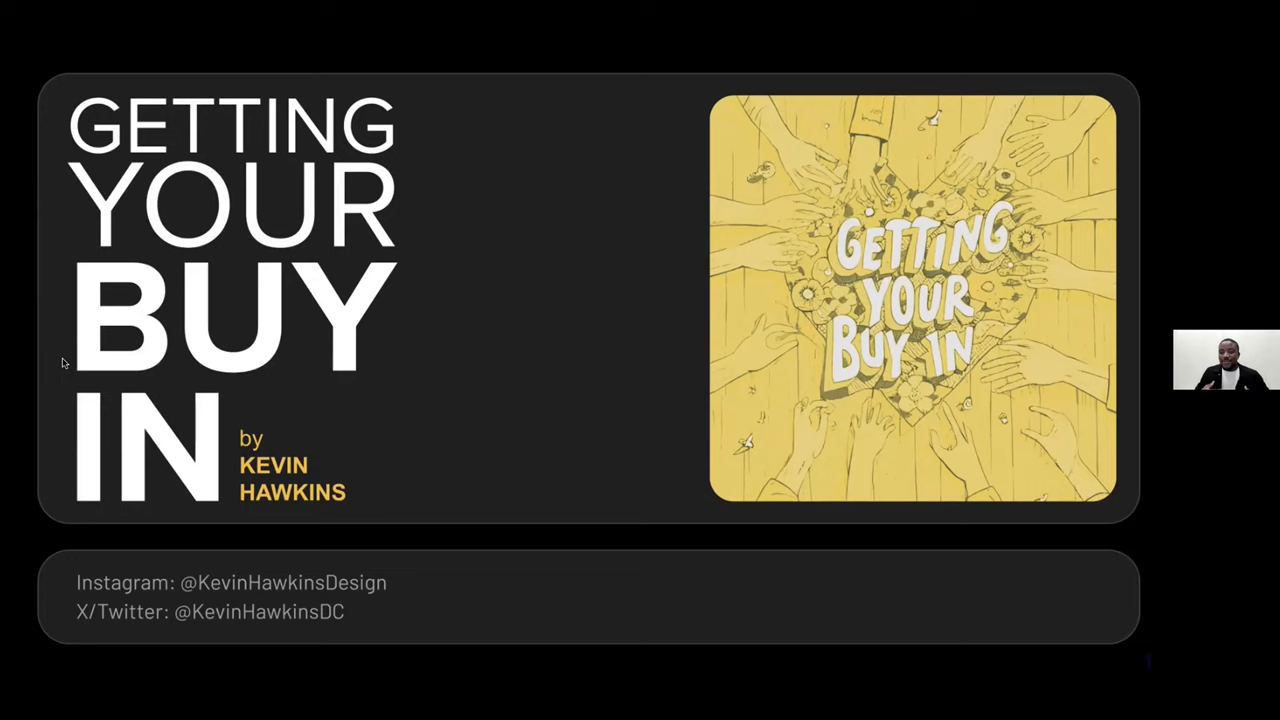 GETTING
YOUR
BUY
IN
by
KEVIN
HAWKINS
GETTING
YOUR
BUY IN
Instagram: @KevinHawkinsDesign
X/Twitter: @KevinHawkinsDC